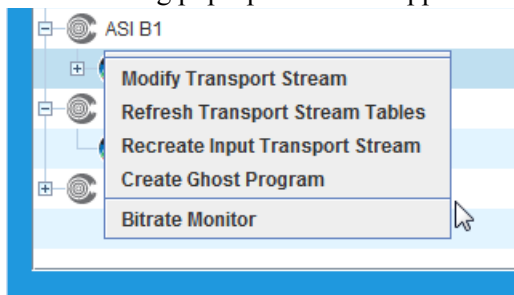 ASI B1
Modify Transport Stream
Refresh Transport Stream Tables
Recreate Input Transport Stream
Create Ghost Program
Bitrate Monitor